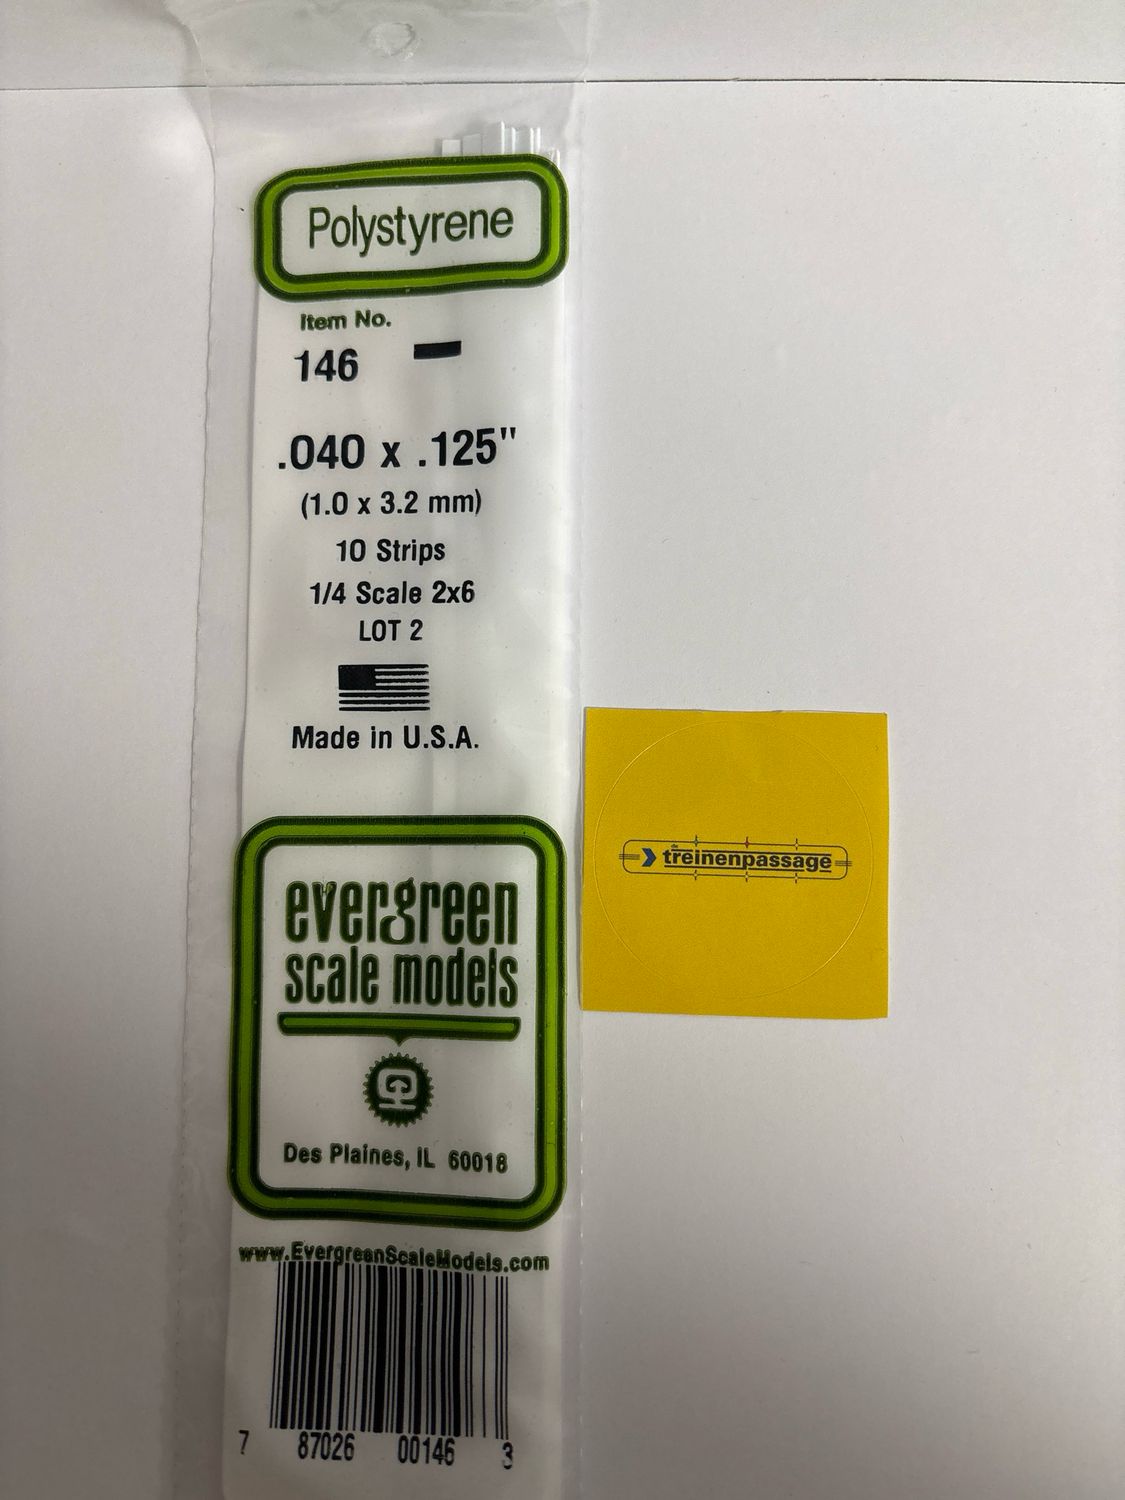 Polystyrene
Item No.
146
.040 x .125"
(1.0 x 3.2 mm)
10 Strips
1/4 Scale 2x6
LOT 2
Made in U.S.A.
evergreen
scale models
Des Plaines, IL 60018
www.EvergreenScaleModels.com
7 87026 00146 3
de
treinenpassage